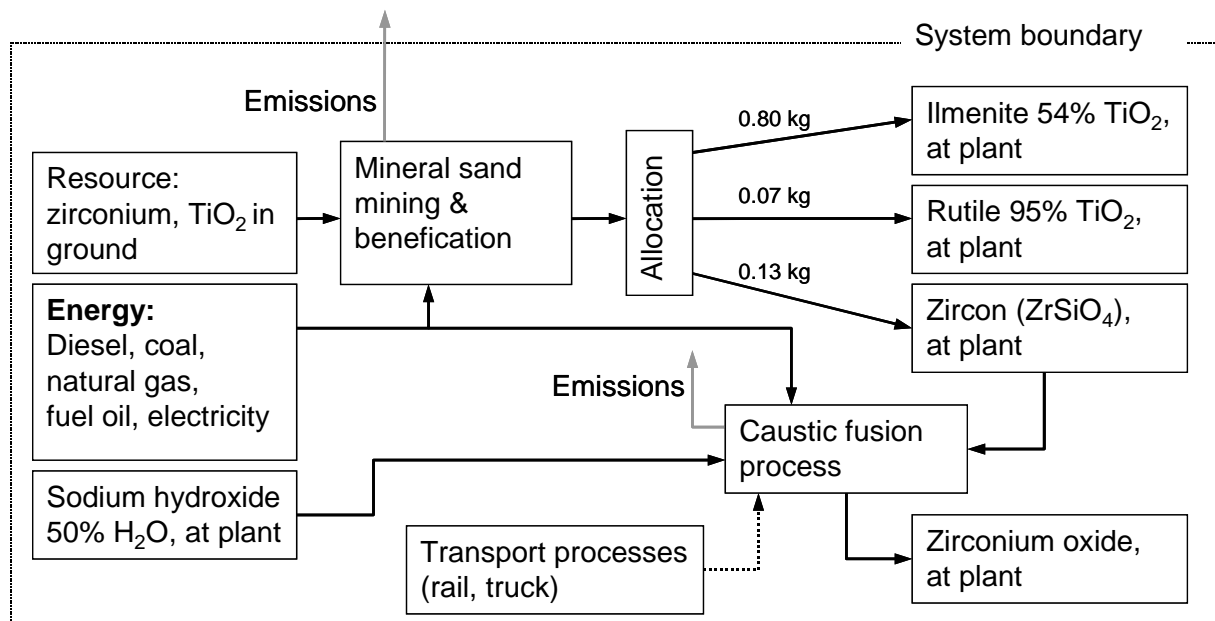 System boundary
Emissions
Resource:
zirconium, TiO₂ in
ground
Mineral sand
mining &
benefication
Allocation
0.80 kg
0.07 kg
0.13 kg
Ilmenite 54% TiO₂,
at plant
Rutile 95% TiO₂,
at plant
Zircon (ZrSiO₄),
at plant
Energy:
Diesel, coal,
natural gas,
fuel oil, electricity
Emissions
Caustic fusion
process
Sodium hydroxide
50% H₂O, at plant
Transport processes
(rail, truck)
Zirconium oxide,
at plant